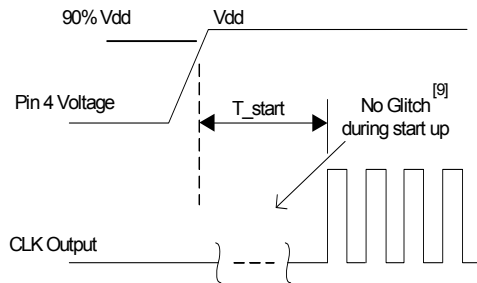 90% Vdd
Vdd
Pin 4 Voltage
T_start
No Glitch [9]
during start up
CLK Output